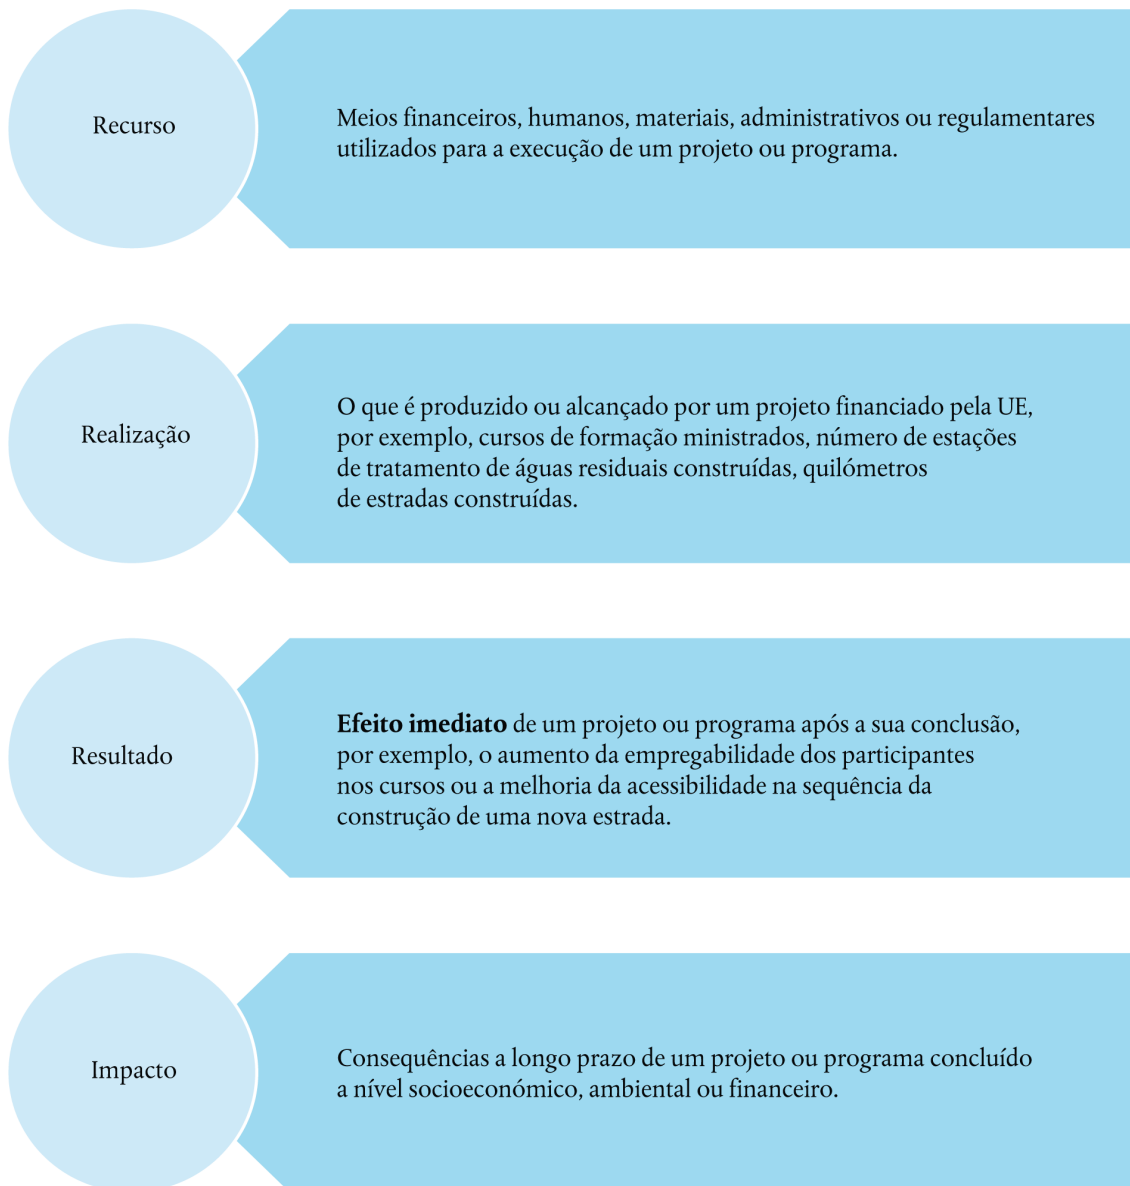 Recurso
Meios financeiros, humanos, materiais, administrativos ou regulamentares
utilizados para a execução de um projeto ou programa.
Realização
O que é produzido ou alcançado por um projeto financiado pela UE,
por exemplo, cursos de formação ministrados, número de estações
de tratamento de águas residuais construídas, quilómetros
de estradas construídas.
Resultado
Efeito imediato de um projeto ou programa após a sua conclusão,
por exemplo, o aumento da empregabilidade dos participantes
nos cursos ou a melhoria da acessibilidade na sequência da
construção de uma nova estrada.
Impacto
Consequências a longo prazo de um projeto ou programa concluído
a nível socioeconómico, ambiental ou financeiro.